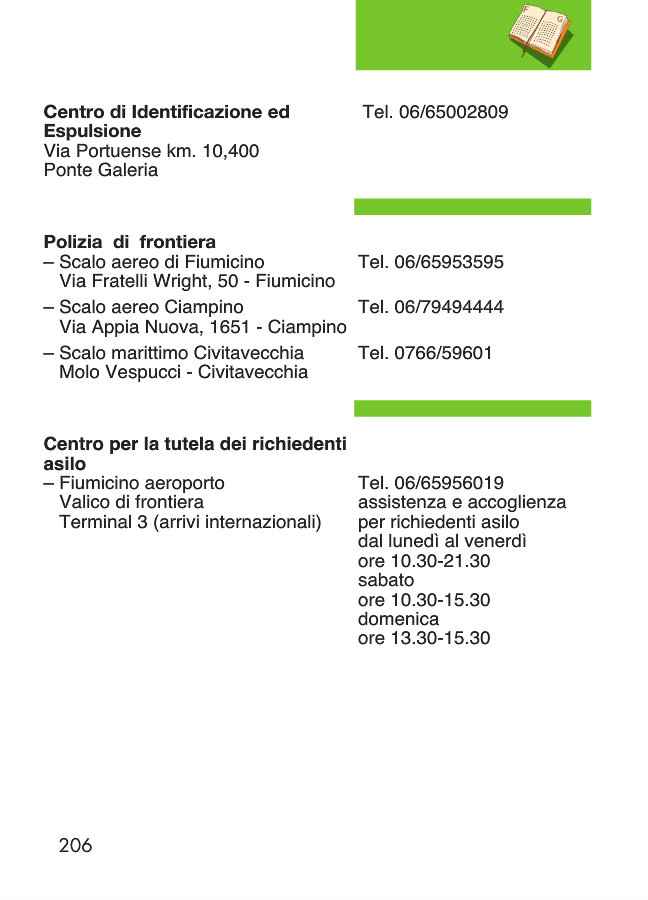 F G
Centro di Identificazione ed Tel. 06/65002809
Espulsione
Via Portuense km. 10,400
Ponte Galeria
Polizia di frontiera
– Scalo aereo di Fiumicino Tel. 06/65953595
Via Fratelli Wright, 50 - Fiumicino
– Scalo aereo Ciampino Tel. 06/79494444
Via Appia Nuova, 1651 - Ciampino
– Scalo marittimo Civitavecchia Tel. 0766/59601
Molo Vespucci - Civitavecchia
Centro per la tutela dei richiedenti
asilo
– Fiumicino aeroporto Tel. 06/65956019
Valico di frontiera assistenza e accoglienza
Terminal 3 (arrivi internazionali) per richiedenti asilo
dal lunedì al venerdì
ore 10.30-21.30
sabato
ore 10.30-15.30
domenica
ore 13.30-15.30
206